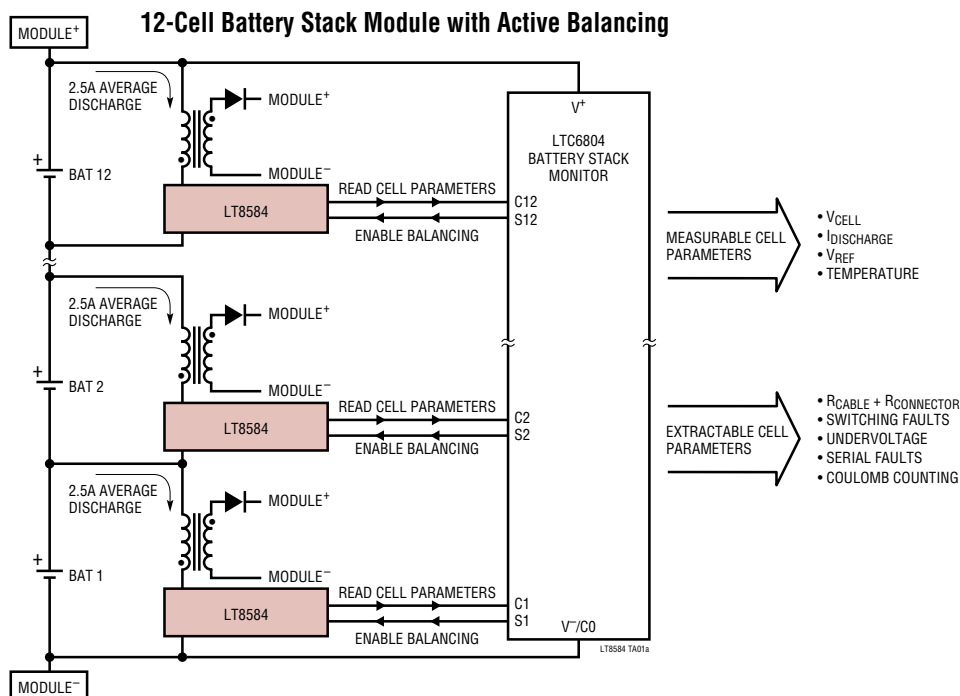 12-Cell Battery Stack Module with Active Balancing
MODULE+
2.5A AVERAGE
DISCHARGE
MODULE+
MODULE–
+
BAT 12
LT8584
READ CELL PARAMETERS
ENABLE BALANCING
C12
S12
V+
LTC6804
BATTERY STACK
MONITOR
MEASURABLE CELL
PARAMETERS
• VCELL
• IDISCHARGE
• VREF
• TEMPERATURE
2.5A AVERAGE
DISCHARGE
MODULE+
MODULE–
+
BAT 2
LT8584
READ CELL PARAMETERS
ENABLE BALANCING
C2
S2
EXTRACTABLE CELL
PARAMETERS
• RCABLE + RCONNECTOR
• SWITCHING FAULTS
• UNDERVOLTAGE
• SERIAL FAULTS
• COULOMB COUNTING
2.5A AVERAGE
DISCHARGE
MODULE+
MODULE–
+
BAT 1
LT8584
READ CELL PARAMETERS
ENABLE BALANCING
C1
S1
V–/C0
LT8584 TA01a
MODULE–